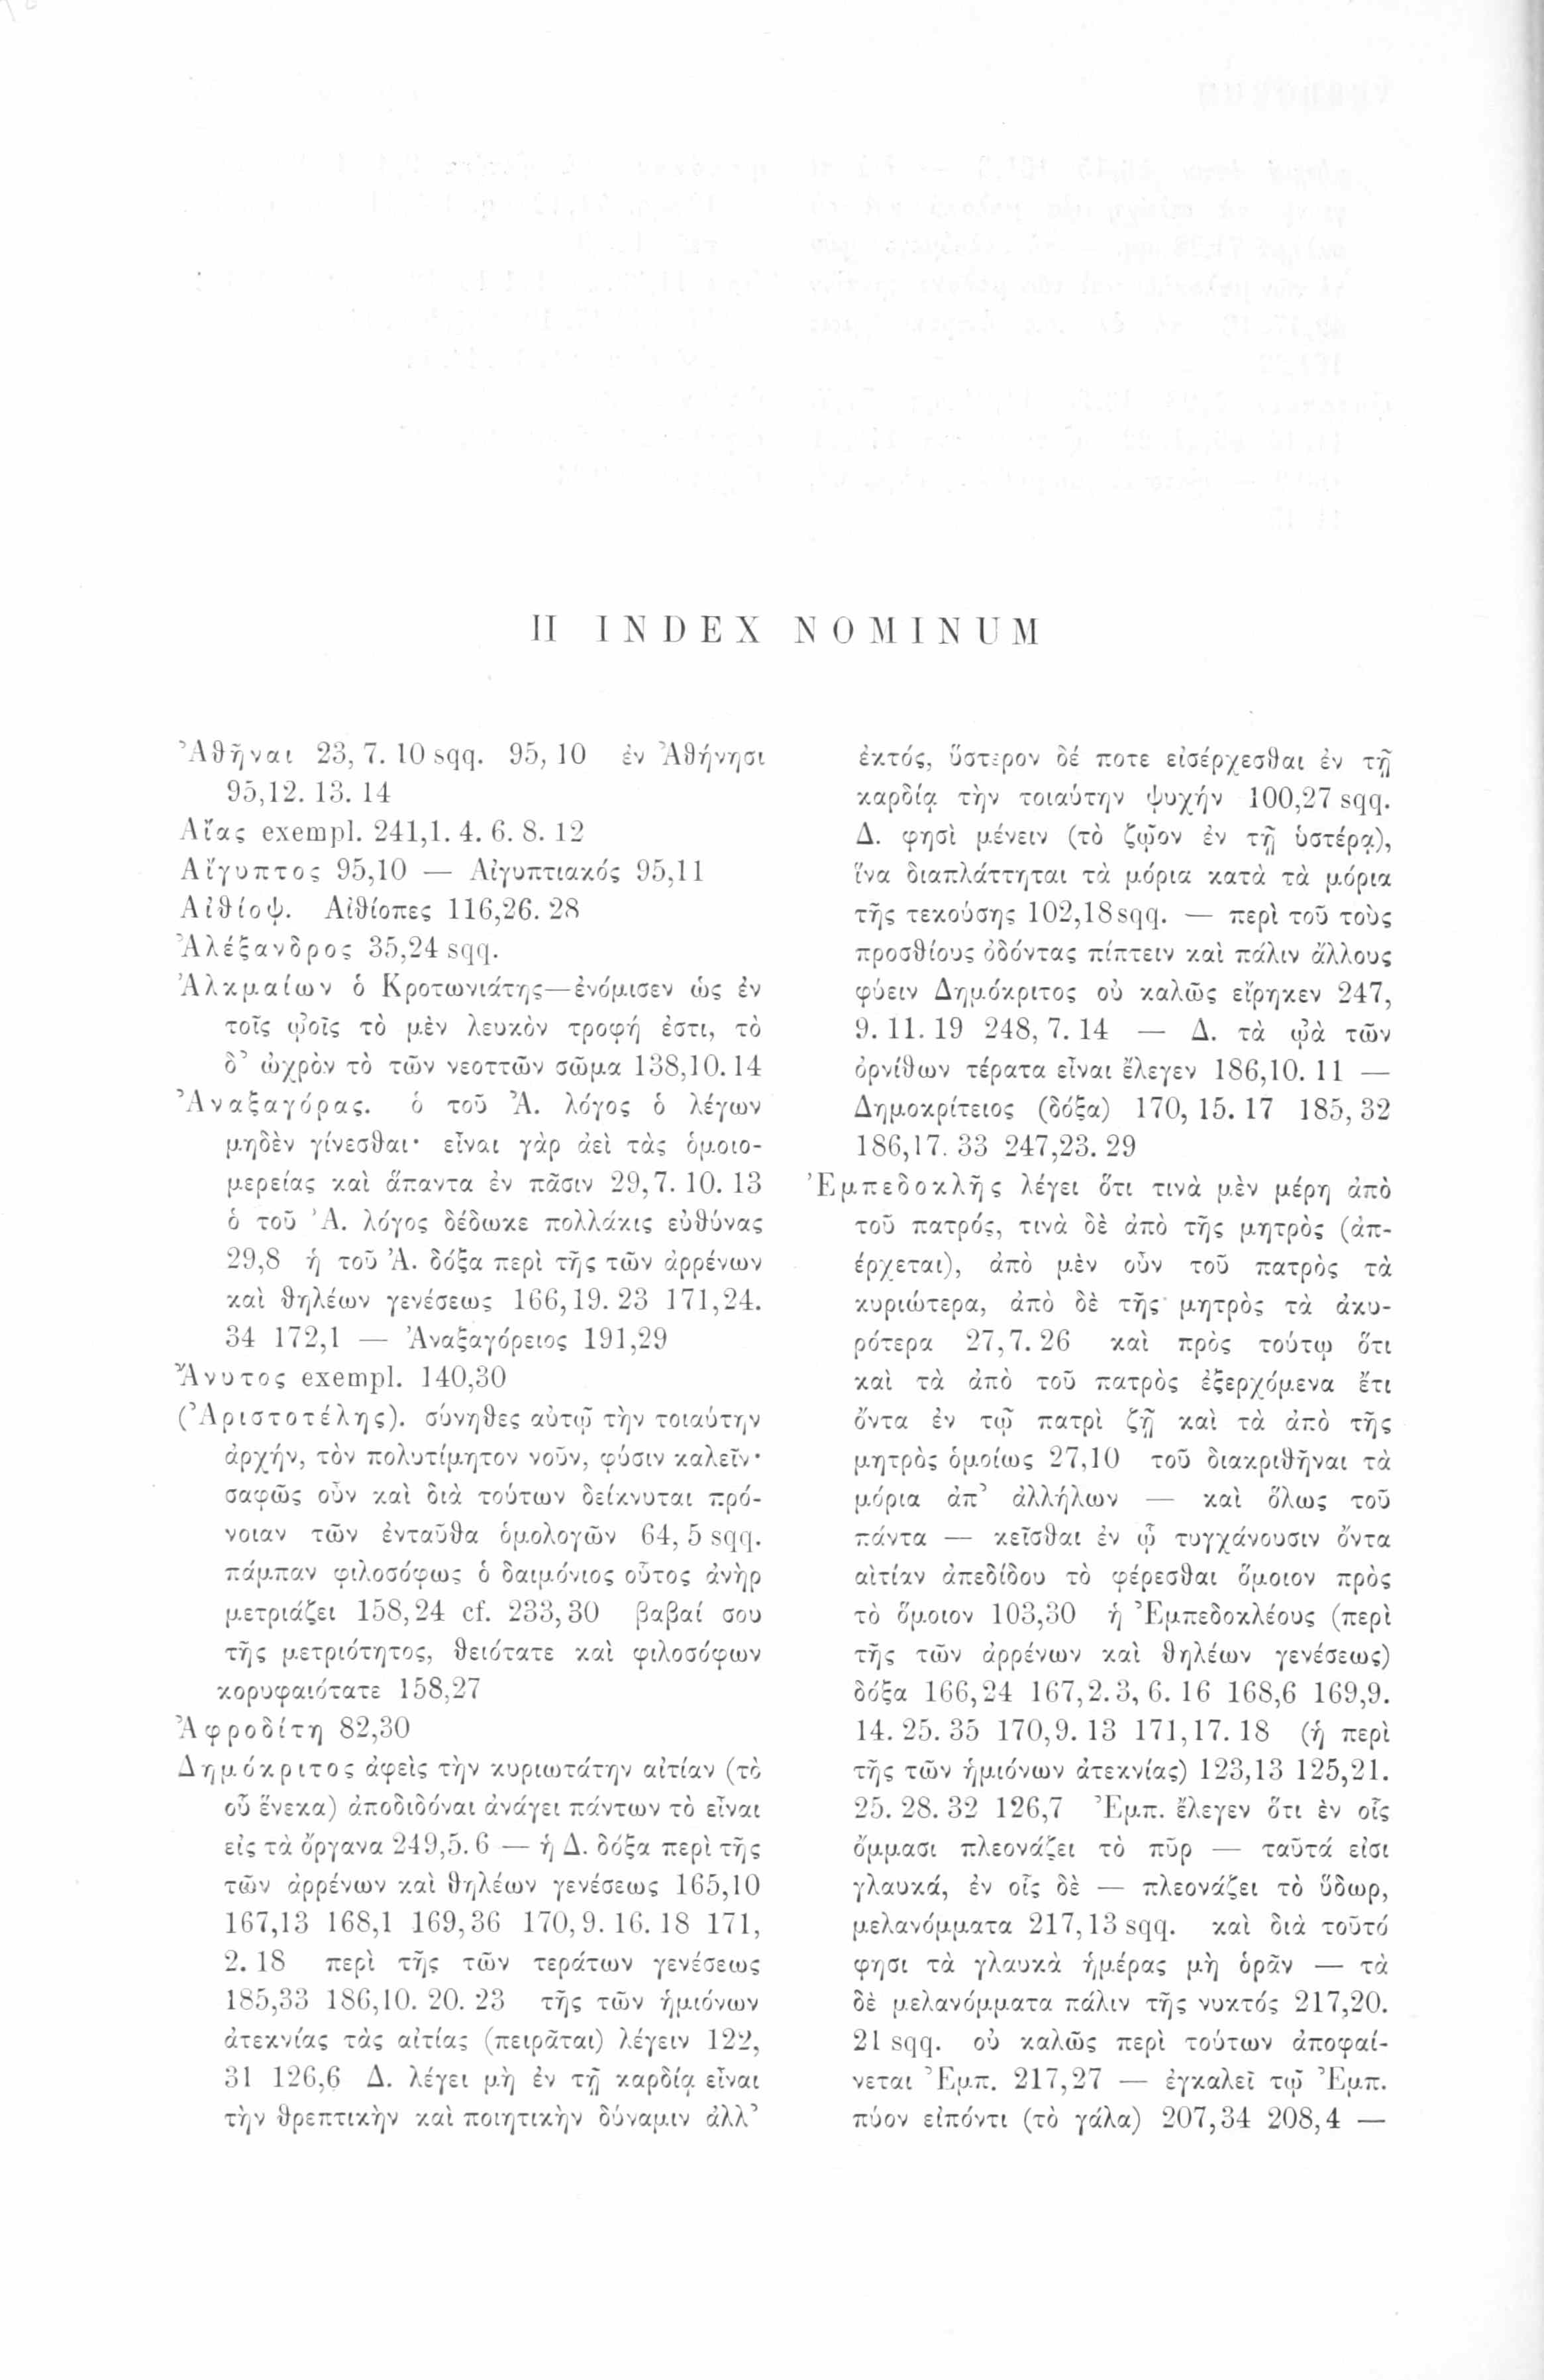 II INDEX NOMINUM
Ἀθῆναι 23, 7. 10 sqq. 95, 10 ἐν Ἀθήνησι
95,12. 13. 14
Αἴας exempl. 241,1. 4. 6. 8. 12
Αἴγυπτος 95,10 — Αἰγυπτιακός 95,11
Αἰθίοψ. Αἰθίοπες 116,26. 28
Ἀλέξανδρος 35,24 sqq.
Ἀλκμαίων ὁ Κροτωνιάτης—ἐνόμισεν ὡς ἐν
τοῖς ᾠοῖς τὸ μὲν λευκὸν τροφή ἐστι, τὸ
δ’ ὠχρὸν τὸ τῶν νεοττῶν σῶμα 138,10. 14
Ἀναξαγόρας. ὁ τοῦ Ἀ. λόγος ὁ λέγων
μηδὲν γίνεσθαι· εἶναι γὰρ ἀεὶ τὰς ὁμοιο-
μερείας καὶ ἅπαντα ἐν πᾶσιν 29,7. 10. 13
ὁ τοῦ Ἀ. λόγος δέδωκε πολλάκις εὐθύνας
29,8 ἡ τοῦ Ἀ. δόξα περὶ τῆς τῶν ἀρρένων
καὶ θηλέων γενέσεως 166,19. 23 171,24.
34 172,1 — Ἀναξαγόρειος 191,29
Ἄνυτος exempl. 140,30
(Ἀριστοτέλης). σύνηθες αὐτῷ τὴν τοιαύτην
ἀρχήν, τὸν πολυτίμητον νοῦν, φύσιν καλεῖν·
σαφῶς οὖν καὶ διὰ τούτων δείκνυται πρό-
νοιαν τῶν ἐνταῦθα ὁμολογῶν 64, 5 sqq.
πάμπαν φιλοσόφως ὁ δαιμόνιος οὗτος ἀνὴρ
μετριάζει 158,24 cf. 233,30 βαβαί σου
τῆς μετριότητος, θειότατε καὶ φιλοσόφων
κορυφαιότατε 158,27
Ἀφροδίτη 82,30
Δημόκριτος ἀφεὶς τὴν κυριωτάτην αἰτίαν (τὸ
οὗ ἕνεκα) ἀποδιδόναι ἀνάγει πάντων τὸ εἶναι
εἰς τὰ ὄργανα 249,5. 6 — ἡ Δ. δόξα περὶ τῆς
τῶν ἀρρένων καὶ θηλέων γενέσεως 165,10
167,13 168,1 169,36 170,9. 16. 18 171,
2. 18 περὶ τῆς τῶν τεράτων γενέσεως
185,33 186,10. 20. 23 τῆς τῶν ἡμιόνων
ἀτεκνίας τὰς αἰτίας (πειρᾶται) λέγειν 122,
31 126,6 Δ. λέγει μὴ ἐν τῇ καρδίᾳ εἶναι
τὴν θρεπτικὴν καὶ ποιητικὴν δύναμιν ἀλλ’
ἐκτός, ὕστερον δέ ποτε εἰσέρχεσθαι ἐν τῇ
καρδίᾳ τὴν τοιαύτην ψυχήν 100,27 sqq.
Δ. φησὶ μένειν (τὸ ζῷον ἐν τῇ ὑστέρᾳ),
ἵνα διαπλάττηται τὰ μόρια κατὰ τὰ μόρια
τῆς τεκούσης 102,18 sqq. — περὶ τοῦ τοὺς
προσθίους ὀδόντας πίπτειν καὶ πάλιν ἄλλους
φύειν Δημόκριτος οὐ καλῶς εἴρηκεν 247,
9. 11. 19 248, 7. 14 — Δ. τὰ ᾠὰ τῶν
ὀρνίθων τέρατα εἶναι ἔλεγεν 186,10. 11 —
Δημοκρίτειος (δόξα) 170, 15. 17 185, 32
186,17. 33 247,23. 29
Ἐμπεδοκλῆς λέγει ὅτι τινὰ μὲν μέρη ἀπὸ
τοῦ πατρός, τινὰ δὲ ἀπὸ τῆς μητρὸς (ἀπ-
έρχεται), ἀπὸ μὲν οὖν τοῦ πατρὸς τὰ
κυριώτερα, ἀπὸ δὲ τῆς μητρὸς τὰ ἀκυ-
ρότερα 27,7. 26 καὶ πρὸς τούτῳ ὅτι
καὶ τὰ ἀπὸ τοῦ πατρὸς ἐξερχόμενα ἔτι
ὄντα ἐν τῷ πατρὶ ζῇ καὶ τὰ ἀπὸ τῆς
μητρὸς ὁμοίως 27,10 τοῦ διακριθῆναι τὰ
μόρια ἀπ’ ἀλλήλων — καὶ ὅλως τοῦ
πάντα — κεῖσθαι ἐν ᾧ τυγχάνουσιν ὄντα
αἰτίαν ἀπεδίδου τὸ φέρεσθαι ὅμοιον πρὸς
τὸ ὅμοιον 103,30 ἡ Ἐμπεδοκλέους (περὶ
τῆς τῶν ἀρρένων καὶ θηλέων γενέσεως)
δόξα 166,24 167,2. 3, 6. 16 168,6 169,9.
14. 25. 35 170,9. 13 171,17. 18 (ἡ περὶ
τῆς τῶν ἡμιόνων ἀτεκνίας) 123,13 125,21.
25. 28. 32 126,7 Ἐμπ. ἔλεγεν ὅτι ἐν οἷς
ὄμμασι πλεονάζει τὸ πῦρ — ταῦτά εἰσι
γλαυκά, ἐν οἷς δὲ — πλεονάζει τὸ ὕδωρ,
μελανόμματα 217,13 sqq. καὶ διὰ τοῦτό
φησι τὰ γλαυκὰ ἡμέρας μὴ ὁρᾶν — τὰ
δὲ μελανόμματα πάλιν τῆς νυκτός 217,20.
21 sqq. οὐ καλῶς περὶ τούτων ἀποφαί-
νεται Ἐμπ. 217,27 — ἐγκαλεῖ τῷ Ἐμπ.
πύον εἰπόντι (τὸ γάλα) 207,34 208,4 —